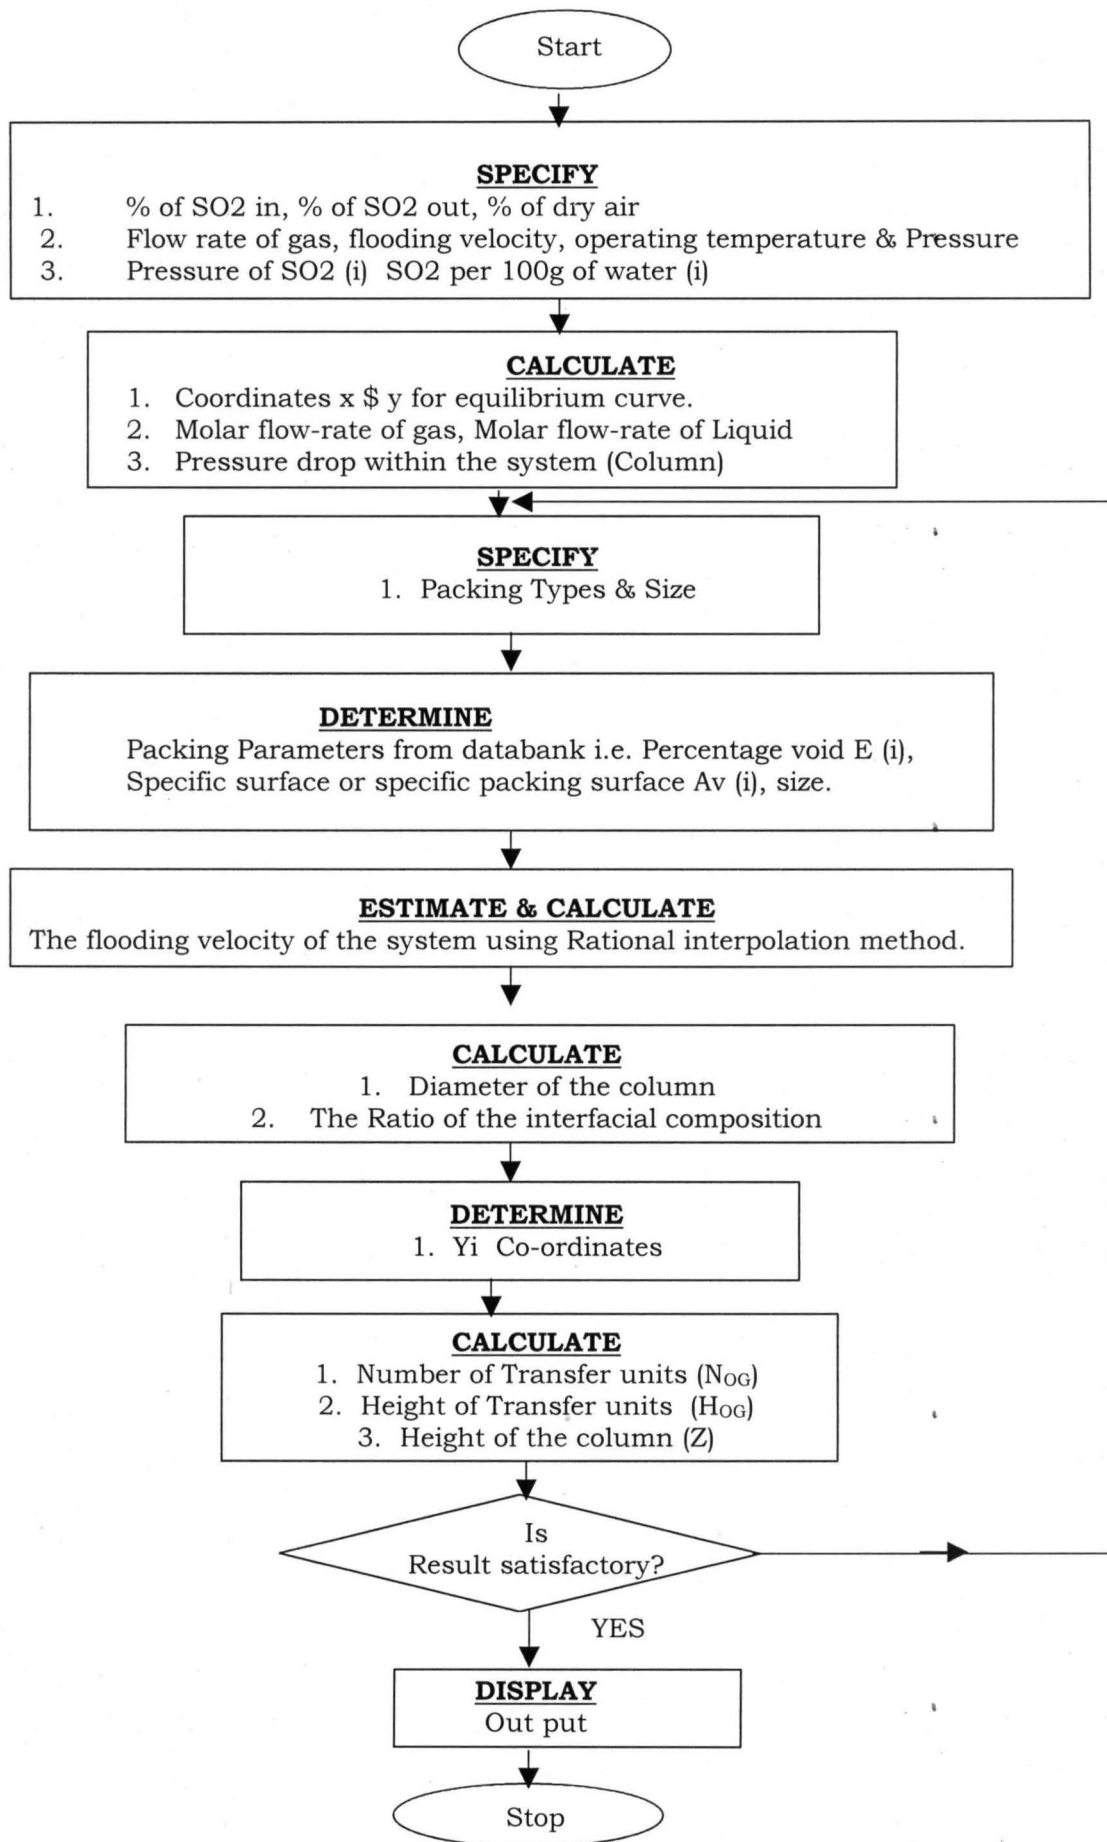 Start
SPECIFY
1. % of SO2 in, % of SO2 out, % of dry air
2. Flow rate of gas, flooding velocity, operating temperature & Pressure
3. Pressure of SO2 (i) SO2 per 100g of water (i)
CALCULATE
1. Coordinates x $ y for equilibrium curve.
2. Molar flow-rate of gas, Molar flow-rate of Liquid
3. Pressure drop within the system (Column)
SPECIFY
1. Packing Types & Size
DETERMINE
Packing Parameters from databank i.e. Percentage void E (i),
Specific surface or specific packing surface Av (i), size.
ESTIMATE & CALCULATE
The flooding velocity of the system using Rational interpolation method.
CALCULATE
1. Diameter of the column
2. The Ratio of the interfacial composition
DETERMINE
1. Yi Co-ordinates
CALCULATE
1. Number of Transfer units (NOG)
2. Height of Transfer units (HOG)
3. Height of the column (Z)
Is
Result satisfactory?
YES
DISPLAY
Out put
Stop